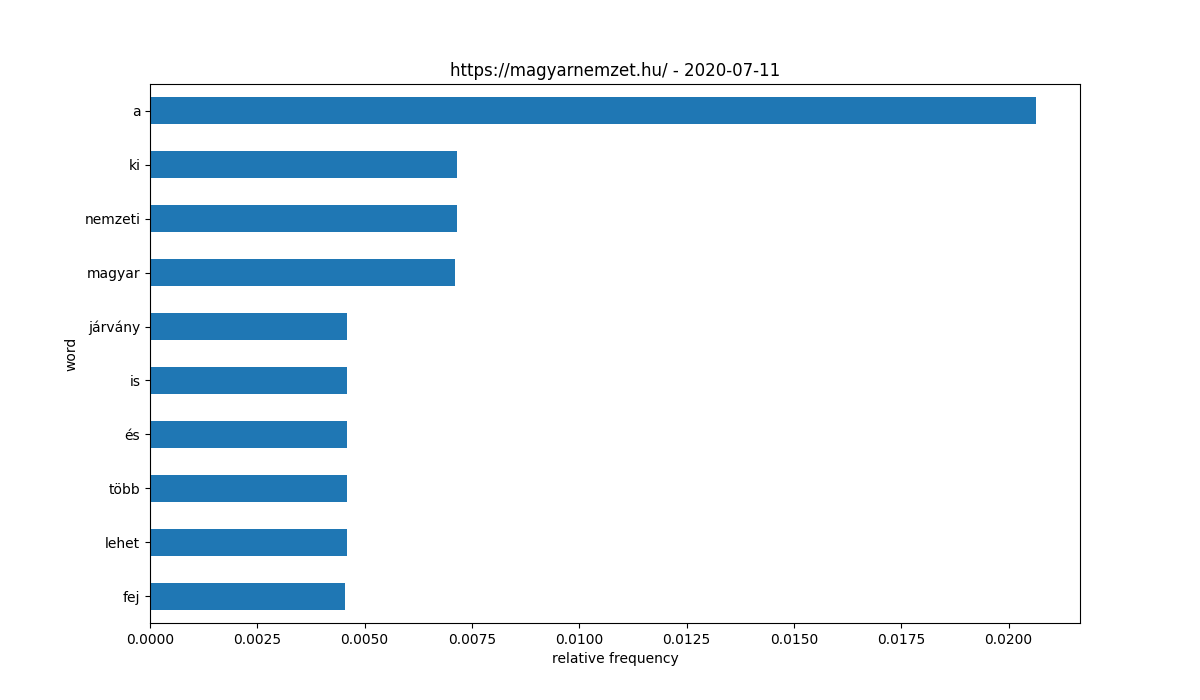 https://magyarnemzet.hu/ - 2020-07-11
a
ki
nemzeti
magyar
járvány
is
és
több
lehet
fej
word
0.0000 0.0025 0.0050 0.0075 0.0100 0.0125 0.0150 0.0175 0.0200
relative frequency